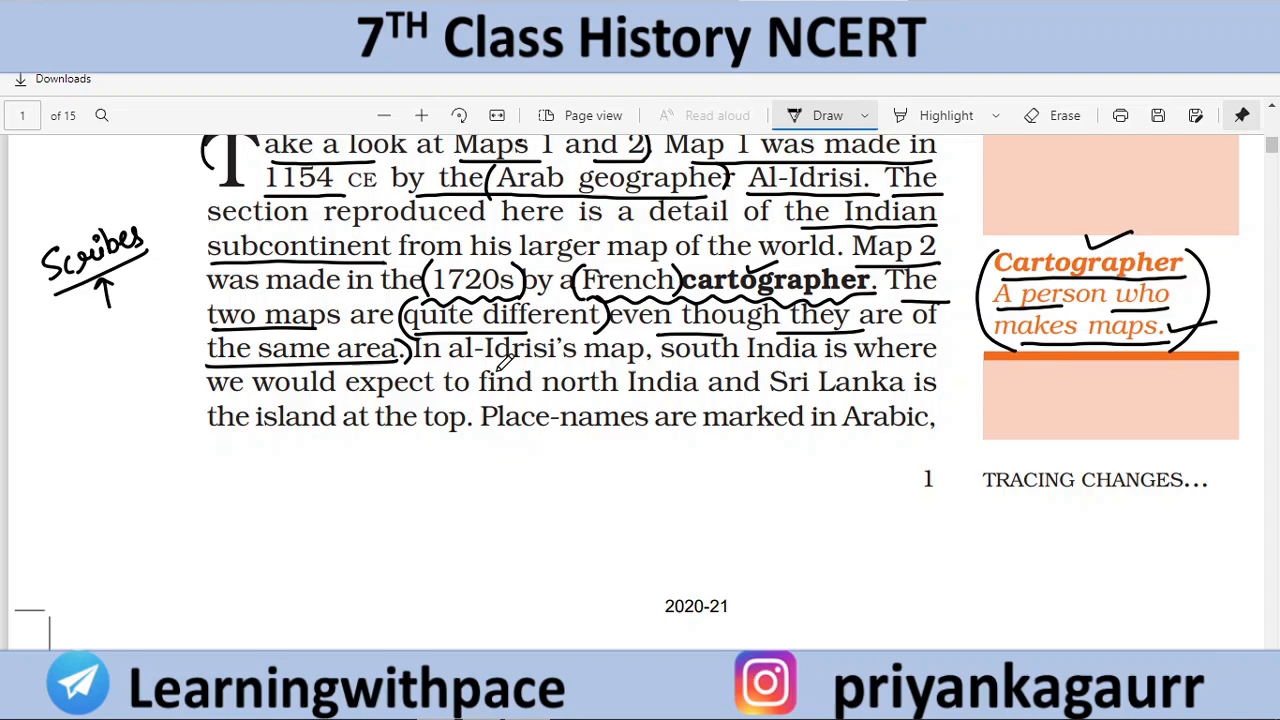 7TH Class History NCERT
Downloads
1 of 15 Page view Read aloud Draw Highlight Erase
Take a look at Maps 1 and 2. Map 1 was made in
1154 CE by the Arab geographer Al-Idrisi. The
section reproduced here is a detail of the Indian
subcontinent from his larger map of the world. Map 2
was made in the 1720s by a French cartographer. The
two maps are quite different even though they are of
the same area. In al-Idrisi's map, south India is where
we would expect to find north India and Sri Lanka is
the island at the top. Place-names are marked in Arabic,
Scribes
Cartographer
A person who
makes maps.
1 TRACING CHANGES...
2020-21
Learningwithpace priyankagaurr